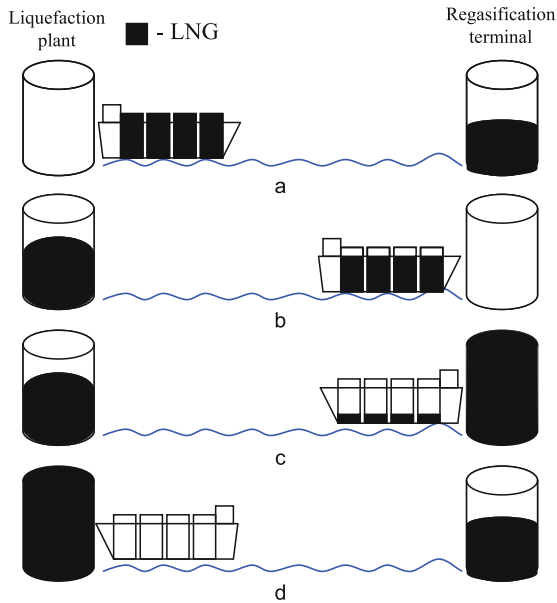 Liquefaction
plant
- LNG
Regasification
terminal
a
b
c
d